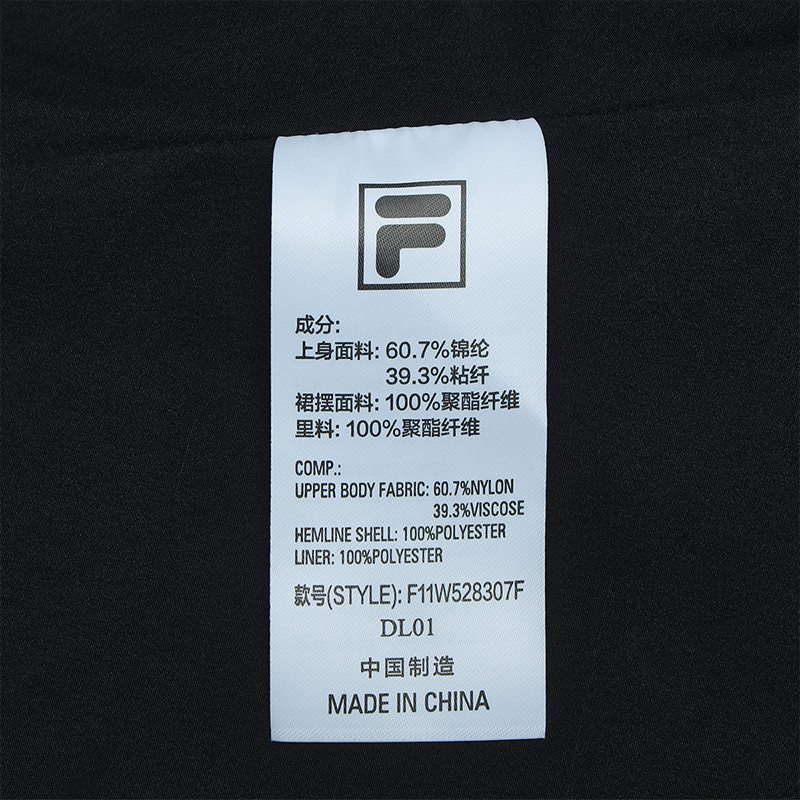 F
成分:
上身面料: 60.7%锦纶
39.3%粘纤
裙摆面料: 100%聚酯纤维
里料: 100%聚酯纤维
COMP.:
UPPER BODY FABRIC: 60.7%NYLON
39.3%VISCOSE
HEMLINE SHELL: 100%POLYESTER
LINER: 100%POLYESTER
款号(STYLE): F11W528307F
DL01
中国制造
MADE IN CHINA